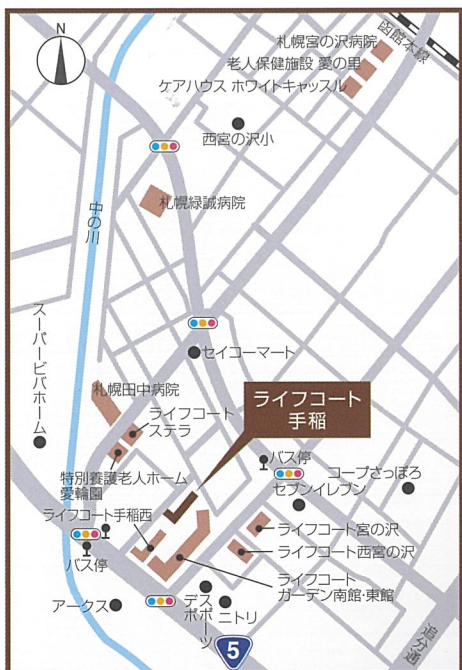 N
函館本線
札幌宮の沢病院
老人保健施設 愛の里
ケアハウス ホワイトキャッスル
西宮の沢小
札幌緑誠病院
中の川
セイコーマート
スーパービバホーム
札幌田中病院
ライフコート
ステラ
ライフコート
手稲
特別養護老人ホーム
愛輪園
バス停
コープさっぽろ
セブンイレブン
ライフコート手稲西
ライフコート宮の沢
ライフコート西宮の沢
バス停
ライフコート
ガーデン南館・東館
アークス
スポーツ
デポ
ニトリ
追分通
5